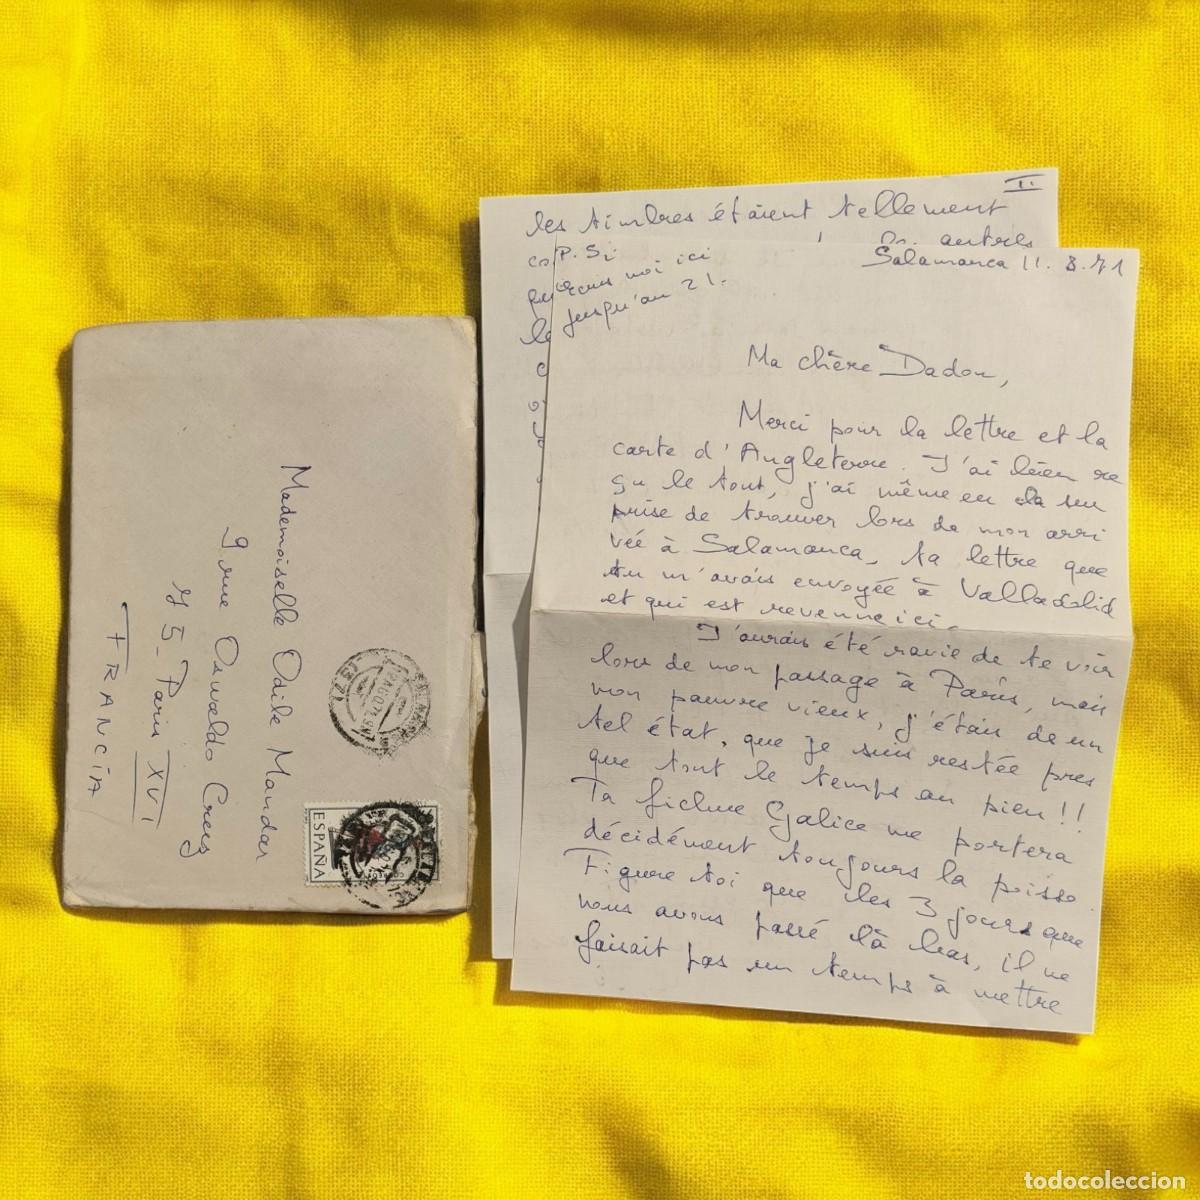 Mademoiselle Odile Mandar
9 rue Oswaldo Creez
75 - Paris XVI
FRANCIA
ESPAÑA
CORREOS
II
les timbres étaient tellement
autres
P.S:
moi ici
jusqu'au 21.
Salamanca 11.8.71
Ma chère Dadou,
Merci pour la lettre et la
carte d'Angleterre. J'ai bien re
çu le tout, j'ai même eu la sur
prise de trouver lors de mon arri
vée à Salamanca, ta lettre que
tu m'avais envoyée à Valladolid
et qui est revenue ici.
J'aurais été ravie de te voir
lors de mon passage à Paris, mais
mon pauvre vieux, j'étais de un
tel état, que je suis restée pres
que tout le temps au pieu!!
Ta fichue Galice me portera
décidément toujours la poisse.
Figure toi que les 3 jours que
nous avons passé là bas, il ne
faisait pas un temps à mettre
todocoleccion